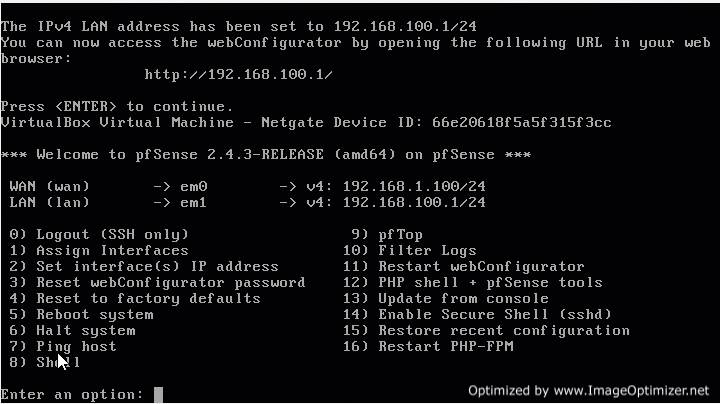 The IPv4 LAN address has been set to 192.168.100.1/24
You can now access the webConfigurator by opening the following URL in your web
browser:
http://192.168.100.1/
Press <ENTER> to continue.
VirtualBox Virtual Machine - Netgate Device ID: 66e20618f5a5f315f3cc
*** Welcome to pfSense 2.4.3-RELEASE (amd64) on pfSense ***
WAN (wan) -> em0 -> v4: 192.168.1.100/24
LAN (lan) -> em1 -> v4: 192.168.100.1/24
0) Logout (SSH only) 9) pfTop
1) Assign Interfaces 10) Filter Logs
2) Set interface(s) IP address 11) Restart webConfigurator
3) Reset webConfigurator password 12) PHP shell + pfSense tools
4) Reset to factory defaults 13) Update from console
5) Reboot system 14) Enable Secure Shell (sshd)
6) Halt system 15) Restore recent configuration
7) Ping host 16) Restart PHP-FPM
8) Shell
Enter an option:
Optimized by www.ImageOptimizer.net